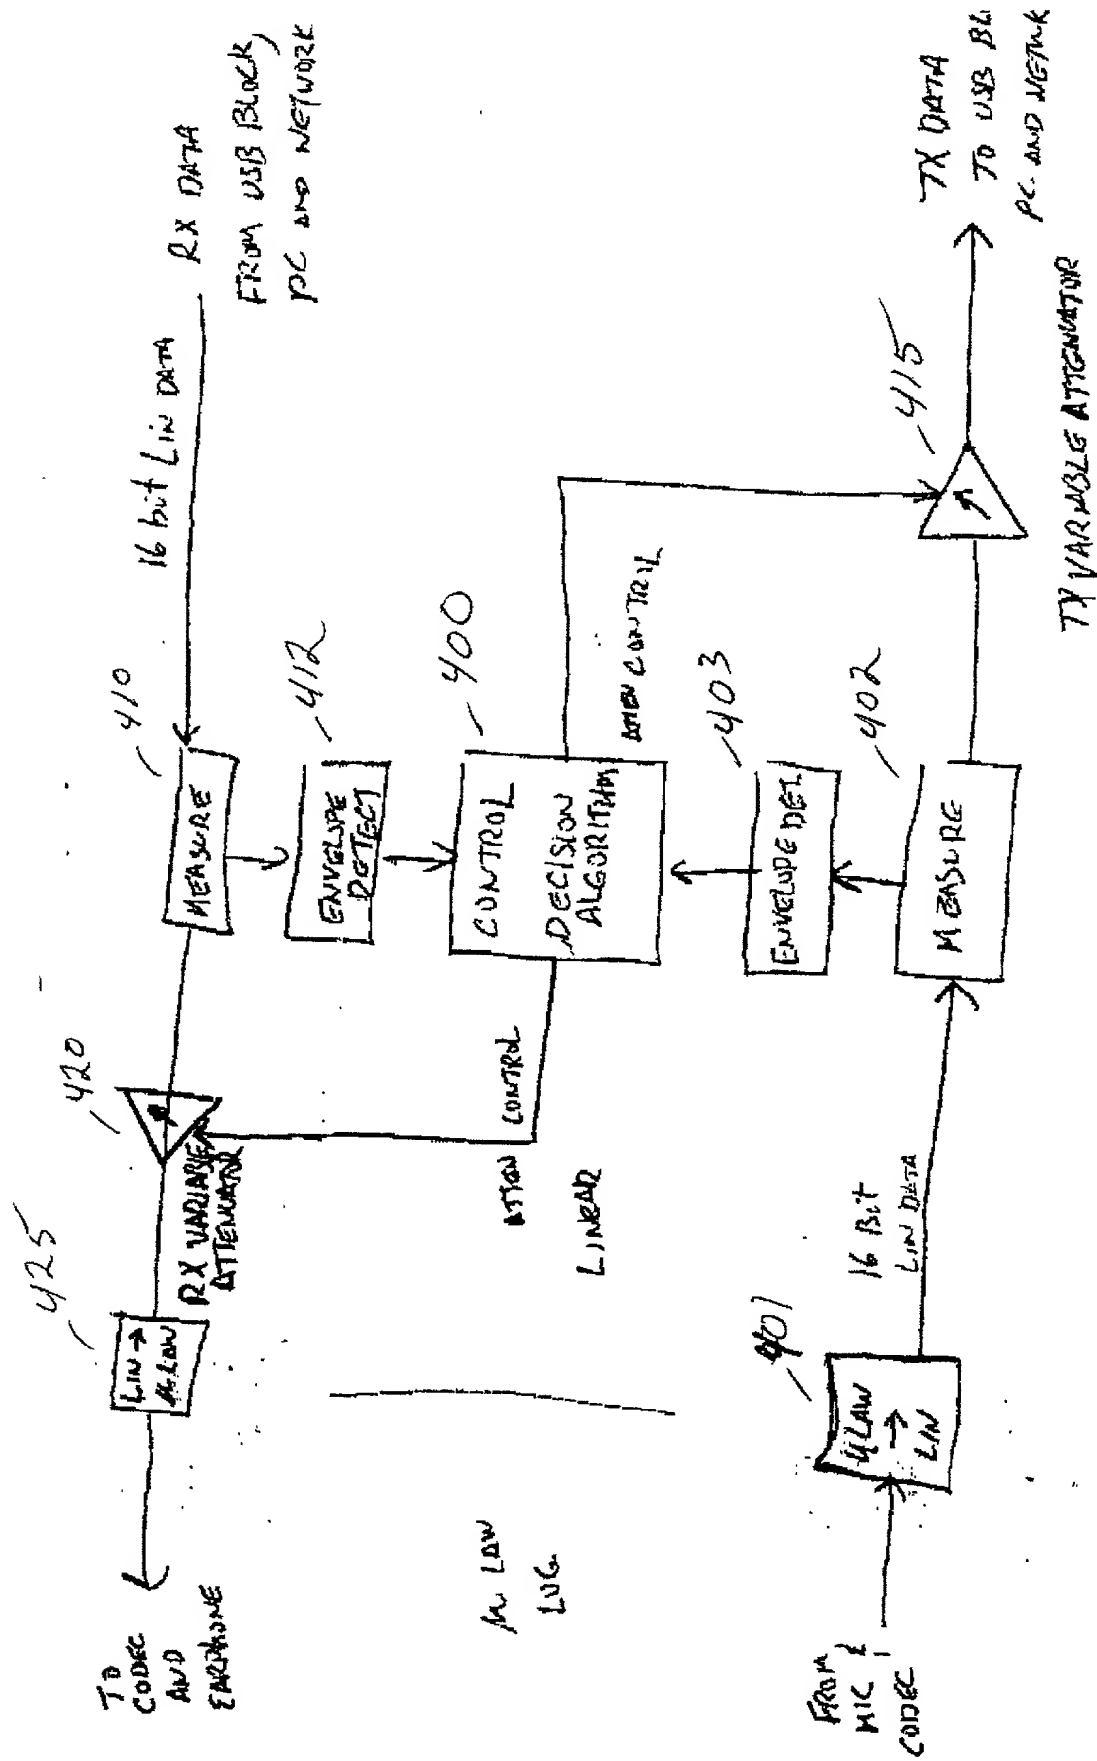 TO
CODEC
AND
EARPHONE
425
LIN →
µLAW
420
RX VARIABLE
ATTENUATOR
410
MEASURE
16 bit LIN DATA
RX DATA
FROM USB BLOCK,
PC AND NETWORK
412
ENVELOPE
DETECT
400
CONTROL
DECISION
ALGORITHM
ATTEN CONTROL
ATTEN CONTROL
LINEAR
µ LAW
LOG
403
ENVELOPE DET.
402
MEASURE
FROM
MIC &
CODEC
401
µLAW
→
LIN
16 Bit
LIN DATA
415
TX VARIABLE ATTENUATOR
TX DATA
TO USB BL
PC. AND NETWK